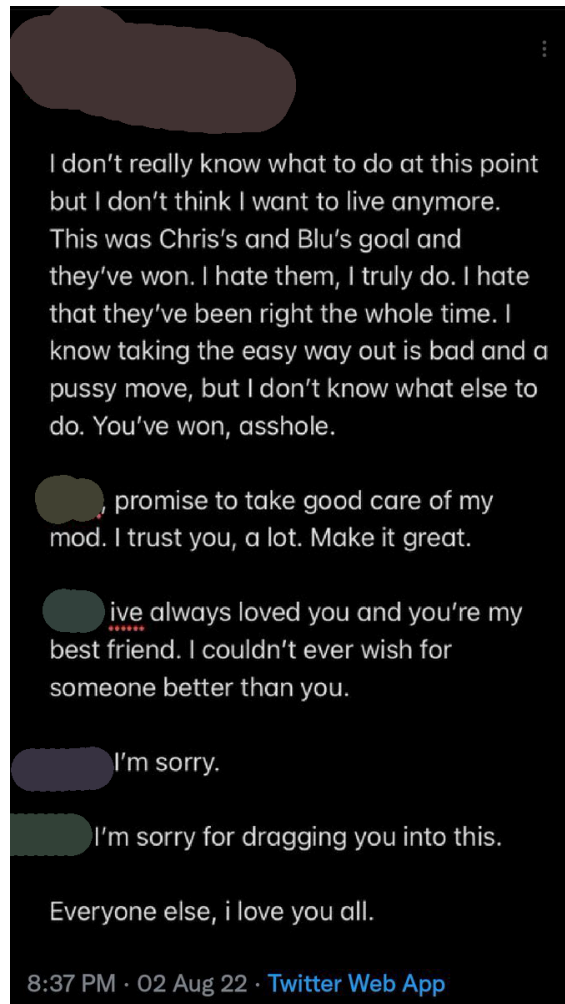 I don't really know what to do at this point
but I don't think I want to live anymore.
This was Chris's and Blu's goal and
they've won. I hate them, I truly do. I hate
that they've been right the whole time. I
know taking the easy way out is bad and a
pussy move, but I don't know what else to
do. You've won, asshole.
, promise to take good care of my
mod. I trust you, a lot. Make it great.
ive always loved you and you're my
best friend. I couldn't ever wish for
someone better than you.
I'm sorry.
I'm sorry for dragging you into this.
Everyone else, i love you all.
8:37 PM · 02 Aug 22 · Twitter Web App